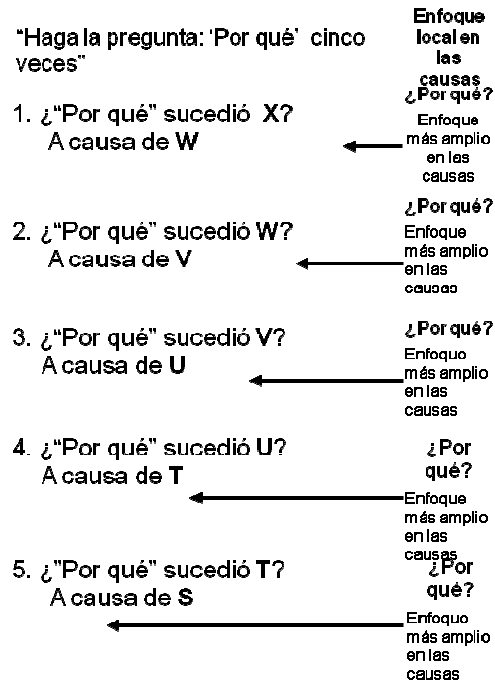 “Haga la pregunta: ‘Por qué’ cinco
veces”
Enfoque
local en
las
causas
¿Por qué?
1. ¿“Por qué” sucedió X?
A causa de W
Enfoque
más amplio
en las
causas
¿Por qué?
2. ¿“Por qué” sucedió W?
A causa de V
Enfoque
más amplio
en las
causas
¿Por qué?
3. ¿“Por qué” sucedió V?
A causa de U
Enfoque
más amplio
en las
causas
¿Por
qué?
4. ¿“Por qué” sucedió U?
A causa de T
Enfoque
más amplio
en las
causas
¿Por
qué?
5. ¿”Por qué” sucedió T?
A causa de S
Enfoque
más amplio
en las
causas